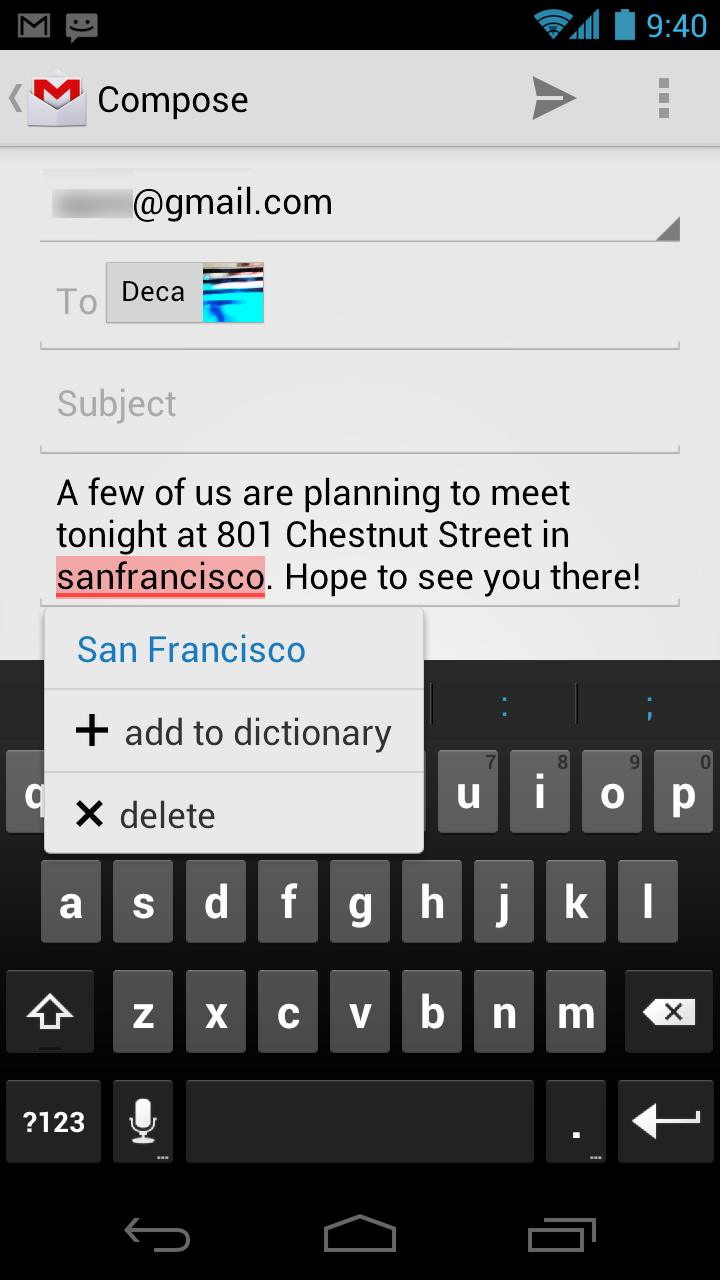 9:40
Compose
@gmail.com
To Deca
Subject
A few of us are planning to meet
tonight at 801 Chestnut Street in
sanfrancisco. Hope to see you there!
San Francisco
add to dictionary
delete
: ;
q u 7 i 8 o 9 p 0
a s d f g h j k l
z x c v b n m
?123 .